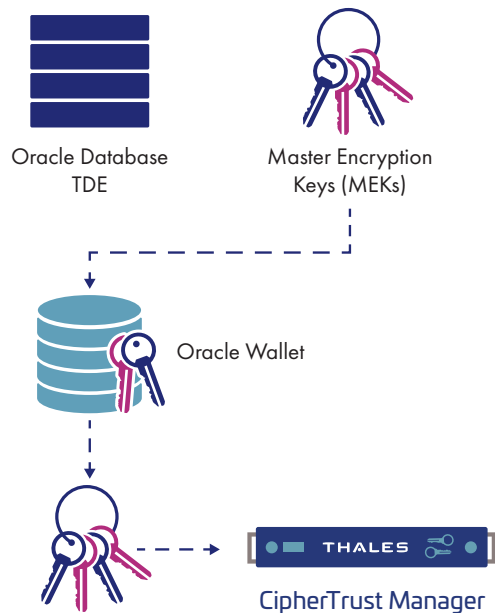 Oracle Database
TDE
Master Encryption
Keys (MEKs)
Oracle Wallet
THALES
CipherTrust Manager